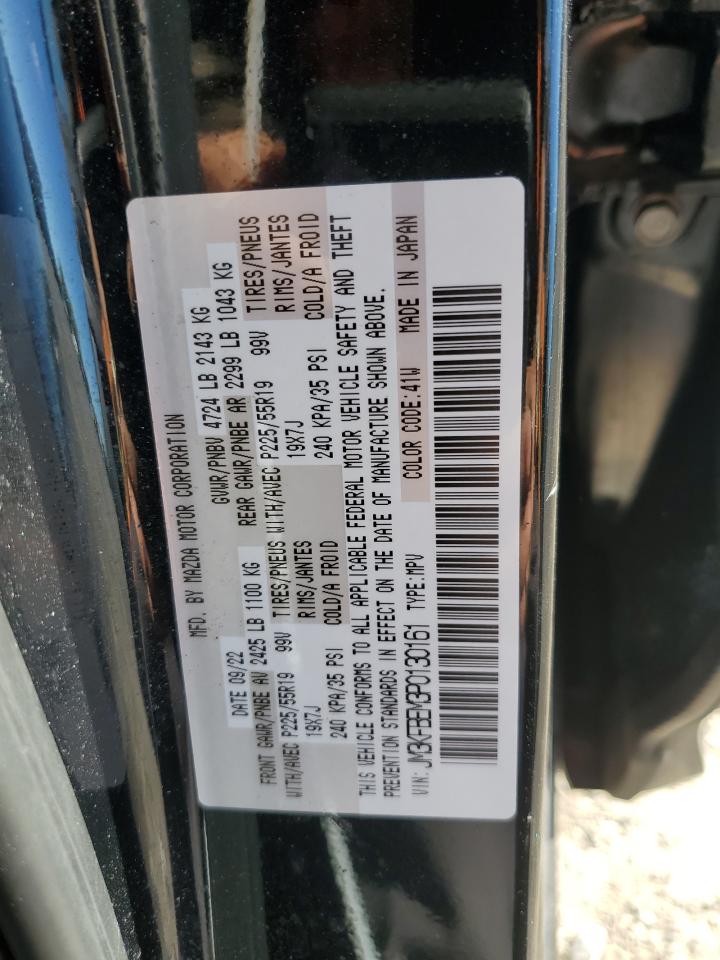 MFD. BY MAZDA MOTOR CORPORATION
DATE 09/22 GVWR/PNBV 4724 LB 2143 KG
FRONT GAWR/PNBE AV 2425 LB 1100 KG REAR GAWR/PNBE AR 2299 LB 1043 KG
WITH/AVEC P225/55R19 99V TIRES/PNEUS WITH/AVEC P225/55R19 99V TIRES/PNEUS
19X7J RIMS/JANTES 19X7J RIMS/JANTES
240 KPA/35 PSI COLD/A FROID 240 KPA/35 PSI COLD/A FROID
THIS VEHICLE CONFORMS TO ALL APPLICABLE FEDERAL MOTOR VEHICLE SAFETY AND THEFT
PREVENTION STANDARDS IN EFFECT ON THE DATE OF MANUFACTURE SHOWN ABOVE.
VIN: JM3KFBEM3P0130161 TYPE:MPV COLOR CODE:41W MADE IN JAPAN